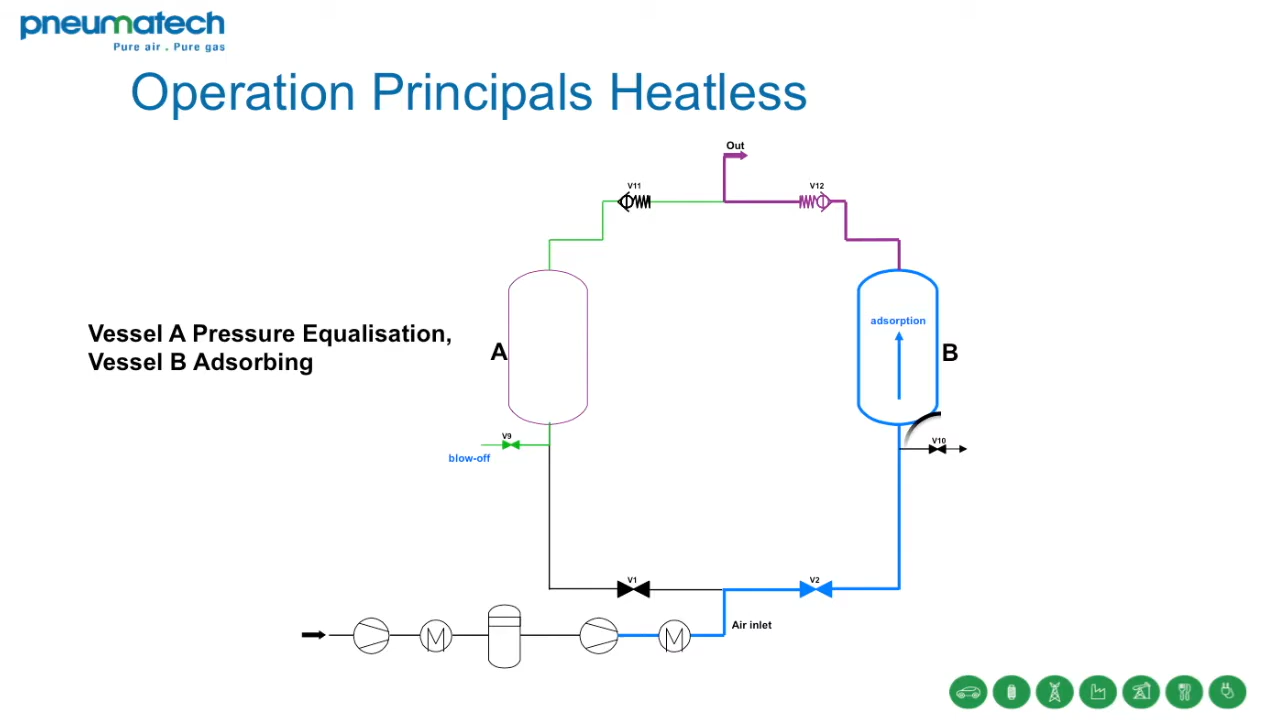 pneumatech
Pure air . Pure gas
Operation Principals Heatless
Out
V11
V12
adsorption
Vessel A Pressure Equalisation,
Vessel B Adsorbing
A
B
V9
V10
blow-off
V1
V2
Air inlet
M
M